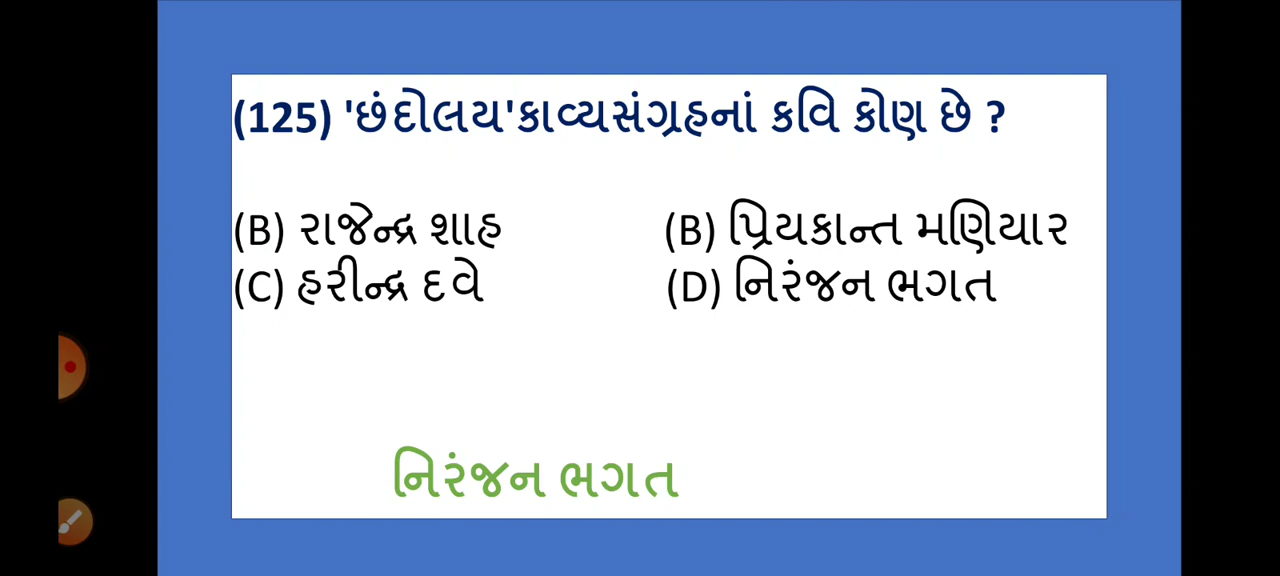 (125) 'છંદોલય'કાવ્યસંગ્રહનાં કવિ કોણ છે ?
(B) રાજેન્દ્ર શાહ (B) પ્રિયકાન્ત મણિયાર
(C) હરીન્દ્ર દવે (D) નિરંજન ભગત
નિરંજન ભગત